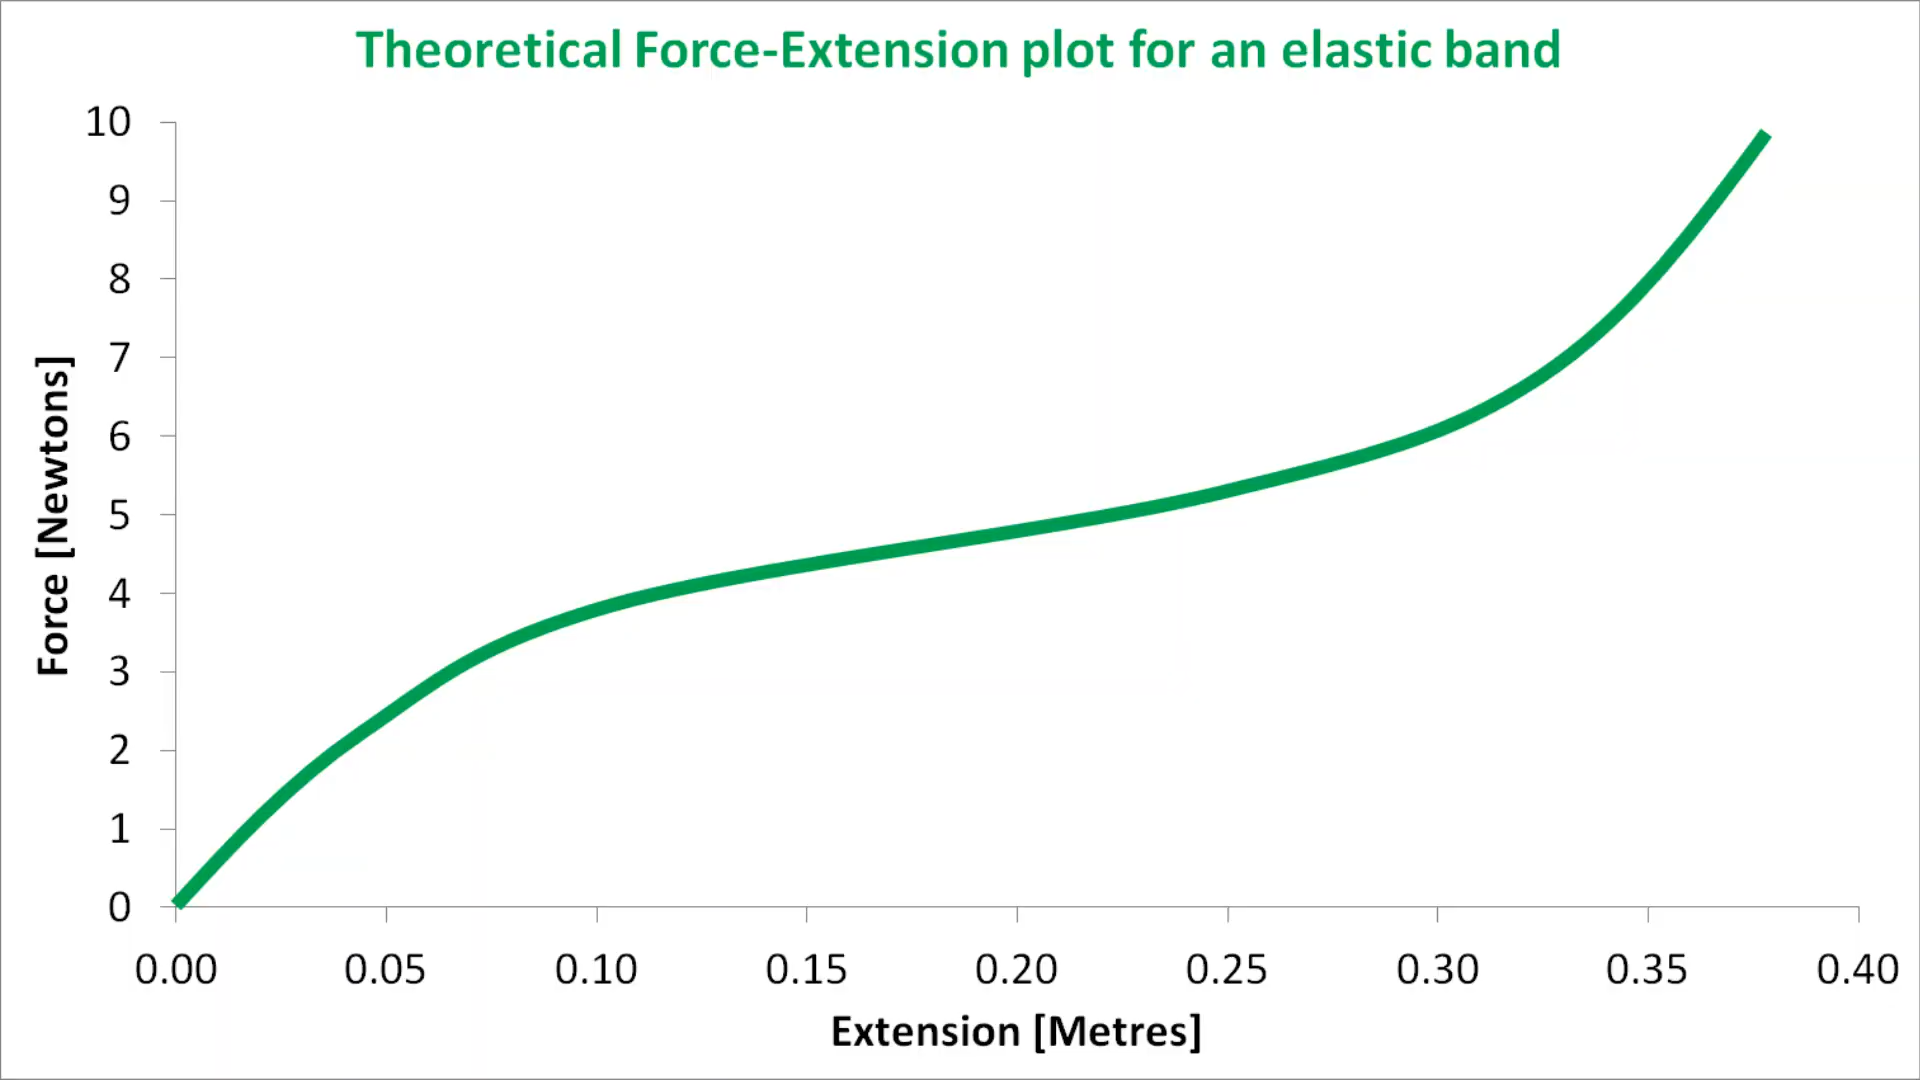 Theoretical Force-Extension plot for an elastic band
10
9
8
7
6
5
4
3
2
1
0
Force [Newtons]
0.00 0.05 0.10 0.15 0.20 0.25 0.30 0.35 0.40
Extension [Metres]